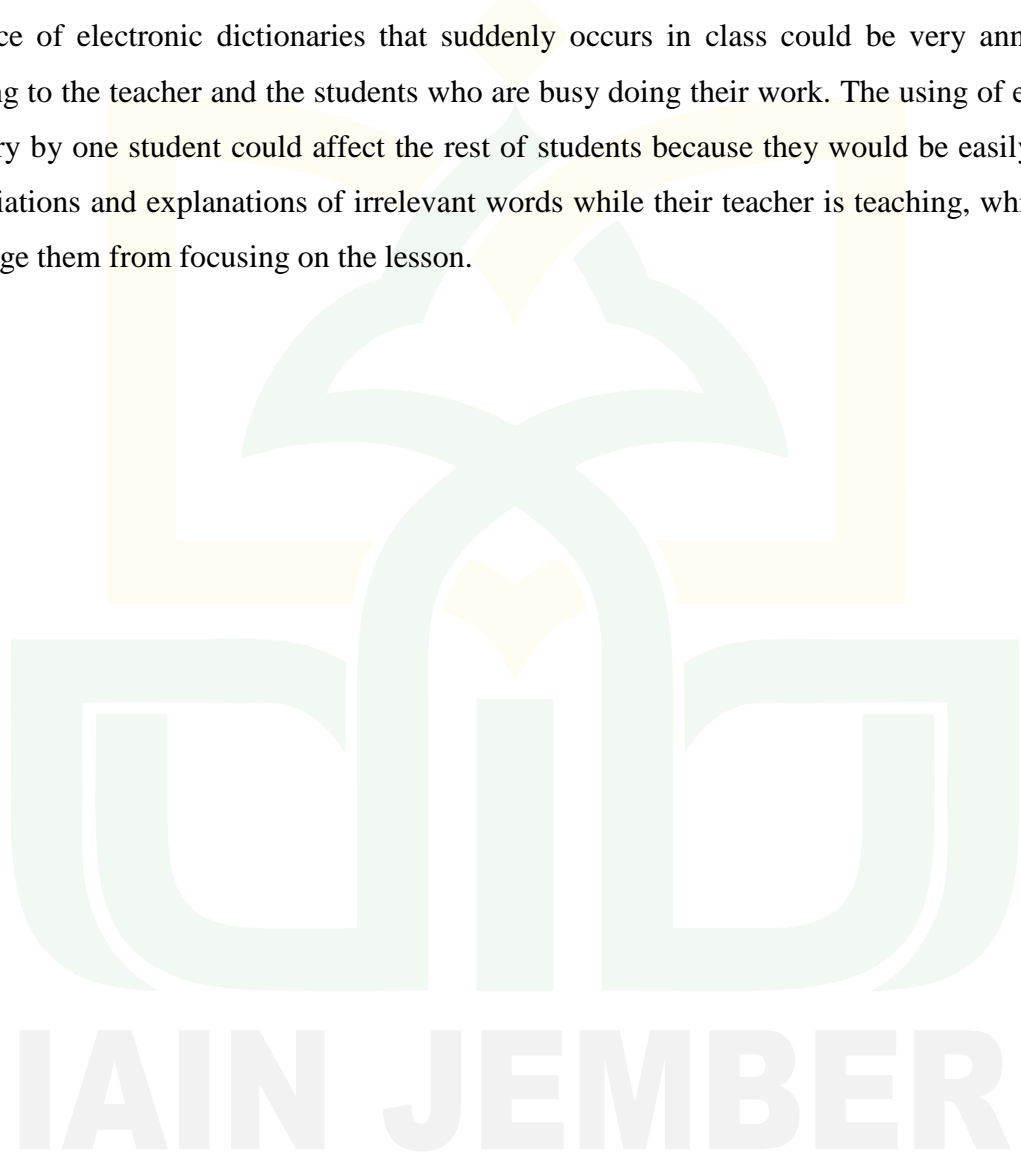 ce of electronic dictionaries that suddenly occurs in class could be very ann
ng to the teacher and the students who are busy doing their work. The using of e
ry by one student could affect the rest of students because they would be easily
iations and explanations of irrelevant words while their teacher is teaching, whi
ge them from focusing on the lesson.
IAIN JEMBER